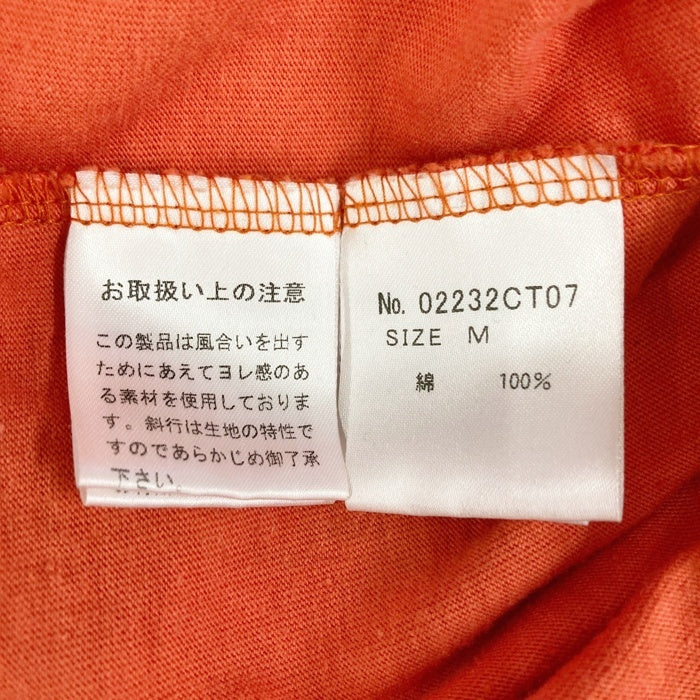 お取扱い上の注意
この製品は風合いを出す
ためにあえてヨレ感のあ
る素材を使用しておりま
す。斜行は生地の特性で
すのであらかじめ御了承
下さい。
No. 02232CT07
SIZE M
綿 100%